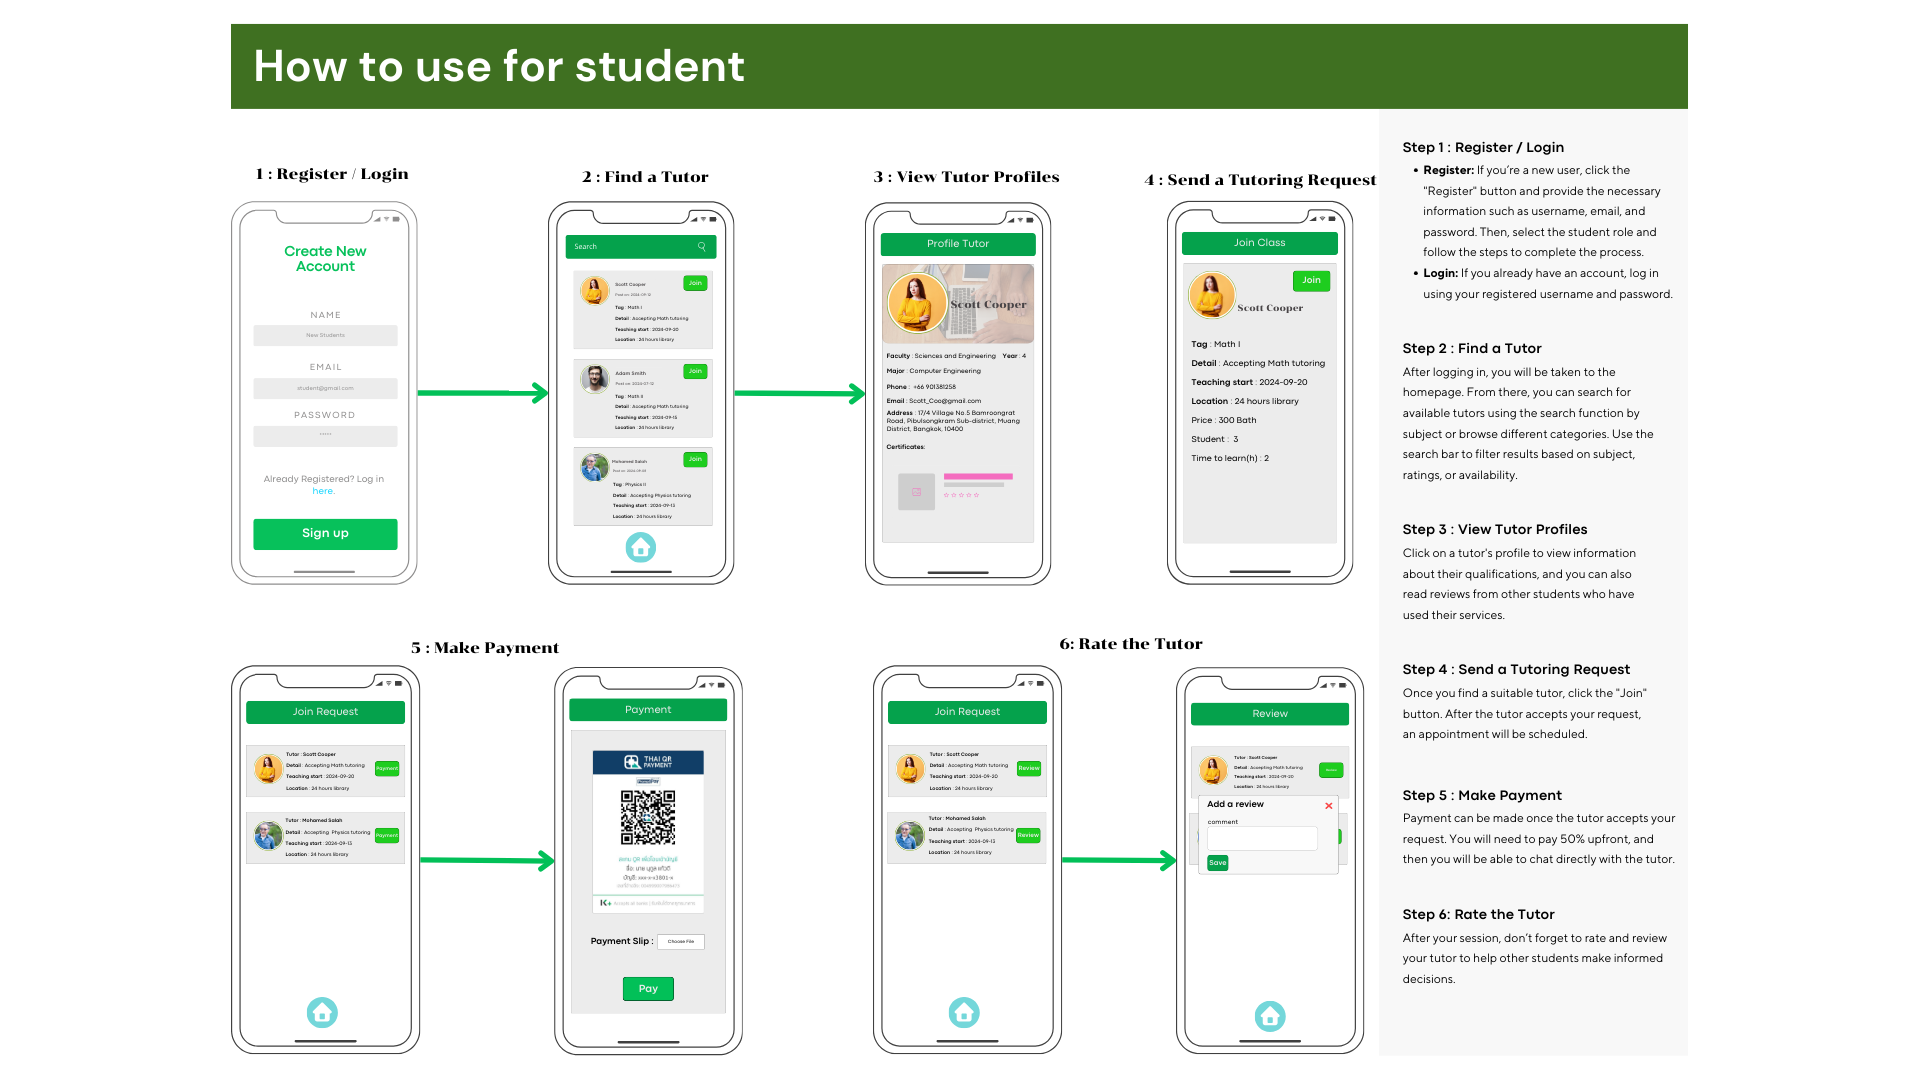 How to use for student
1 : Register / Login
Create New
Account
NAME
New Students
EMAIL
student@gmail.com
PASSWORD
*****
Already Registered? Log in
here.
Sign up
2 : Find a Tutor
Search
Scott Cooper
Post on: 2024-09-10
Join
Tag : Math I
Detail : Accepting Math tutoring
Teaching start : 2024-09-20
Location : 24 hours library
Adam Smith
Join
Tag : Math II
Detail : Accepting Math tutoring
Teaching start : 2024-09-15
Location : 24 hours library
Mohamed Salah
Join
Tag : Physics II
Detail : Accepting Physics tutoring
Teaching start : 2024-09-13
Location : 24 hours library
3 : View Tutor Profiles
Profile Tutor
Scott Cooper
Faculty : Sciences and Engineering Year : 4
Major : Computer Engineering
Phone : +66 901381258
Email : Scott_Coo@gmail.com
Address : 17/4 Village No.5 Bamroongrat
Road, Pibulsongkram Sub-district, Muang
District, Bangkok, 10400
Certificates:
4 : Send a Tutoring Request
Join Class
Join
Scott Cooper
Tag : Math I
Detail : Accepting Math tutoring
Teaching start : 2024-09-20
Location : 24 hours library
Price : 300 Bath
Student : 3
Time to learn(h) : 2
5 : Make Payment
Join Request
Tutor : Scott Cooper
Detail : Accepting Math tutoring
Teaching start : 2024-09-20
Location : 24 hours library
Payment
Tutor : Mohamed Salah
Detail : Accepting Physics tutoring
Teaching start : 2024-09-13
Location : 24 hours library
Payment
Payment
THAI QR
PAYMENT
K+
Payment Slip :
Choose File
Pay
6: Rate the Tutor
Join Request
Tutor : Scott Cooper
Detail : Accepting Math tutoring
Teaching start : 2024-09-20
Location : 24 hours library
Review
Tutor : Mohamed Salah
Detail : Accepting Physics tutoring
Teaching start : 2024-09-13
Location : 24 hours library
Review
Review
Tutor : Scott Cooper
Detail : Accepting Math tutoring
Teaching start : 2024-09-20
Location : 24 hours library
Add a review
comment
Save
Step 1 : Register / Login
• Register: If you’re a new user, click the
"Register" button and provide the necessary
information such as username, email, and
password. Then, select the student role and
follow the steps to complete the process.
• Login: If you already have an account, log in
using your registered username and password.
Step 2 : Find a Tutor
After logging in, you will be taken to the
homepage. From there, you can search for
available tutors using the search function by
subject or browse different categories. Use the
search bar to filter results based on subject,
ratings, or availability.
Step 3 : View Tutor Profiles
Click on a tutor's profile to view information
about their qualifications, and you can also
read reviews from other students who have
used their services.
Step 4 : Send a Tutoring Request
Once you find a suitable tutor, click the "Join"
button. After the tutor accepts your request,
an appointment will be scheduled.
Step 5 : Make Payment
Payment can be made once the tutor accepts your
request. You will need to pay 50% upfront, and
then you will be able to chat directly with the tutor.
Step 6: Rate the Tutor
After your session, don’t forget to rate and review
your tutor to help other students make informed
decisions.